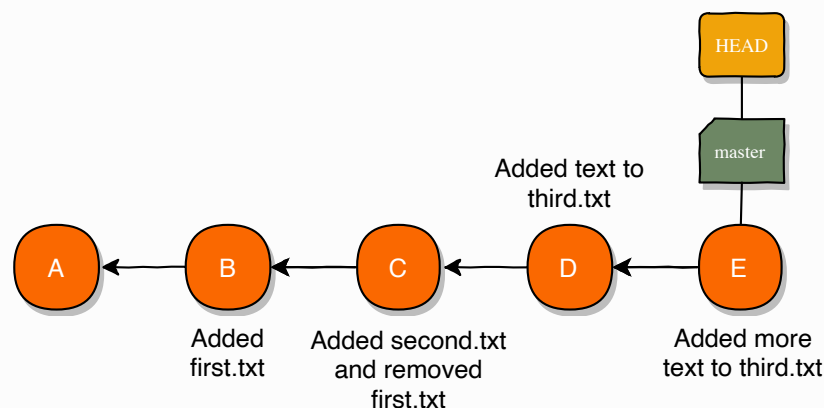 HEAD
master
Added text to
third.txt
A
B
C
D
E
Added
first.txt
Added second.txt
and removed
first.txt
Added more
text to third.txt